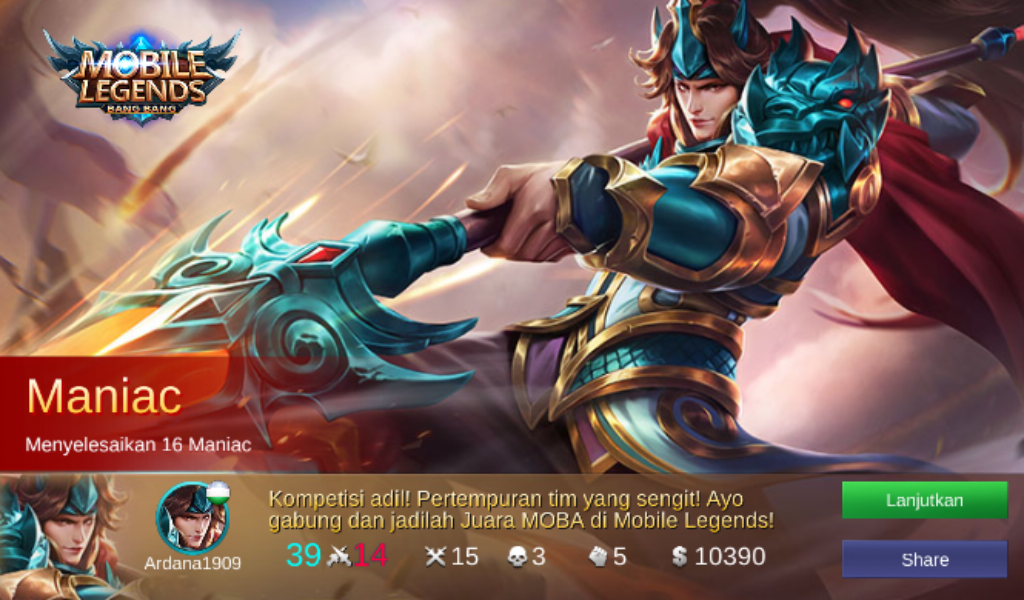 MOBILE
LEGENDS
BANG BANG
Maniac
Menyelesaikan 16 Maniac
Kompetisi adil! Pertempuran tim yang sengit! Ayo
gabung dan jadilah Juara MOBA di Mobile Legends!
Lanjutkan
Ardana1909
39 14 15 3 5 $ 10390
Share